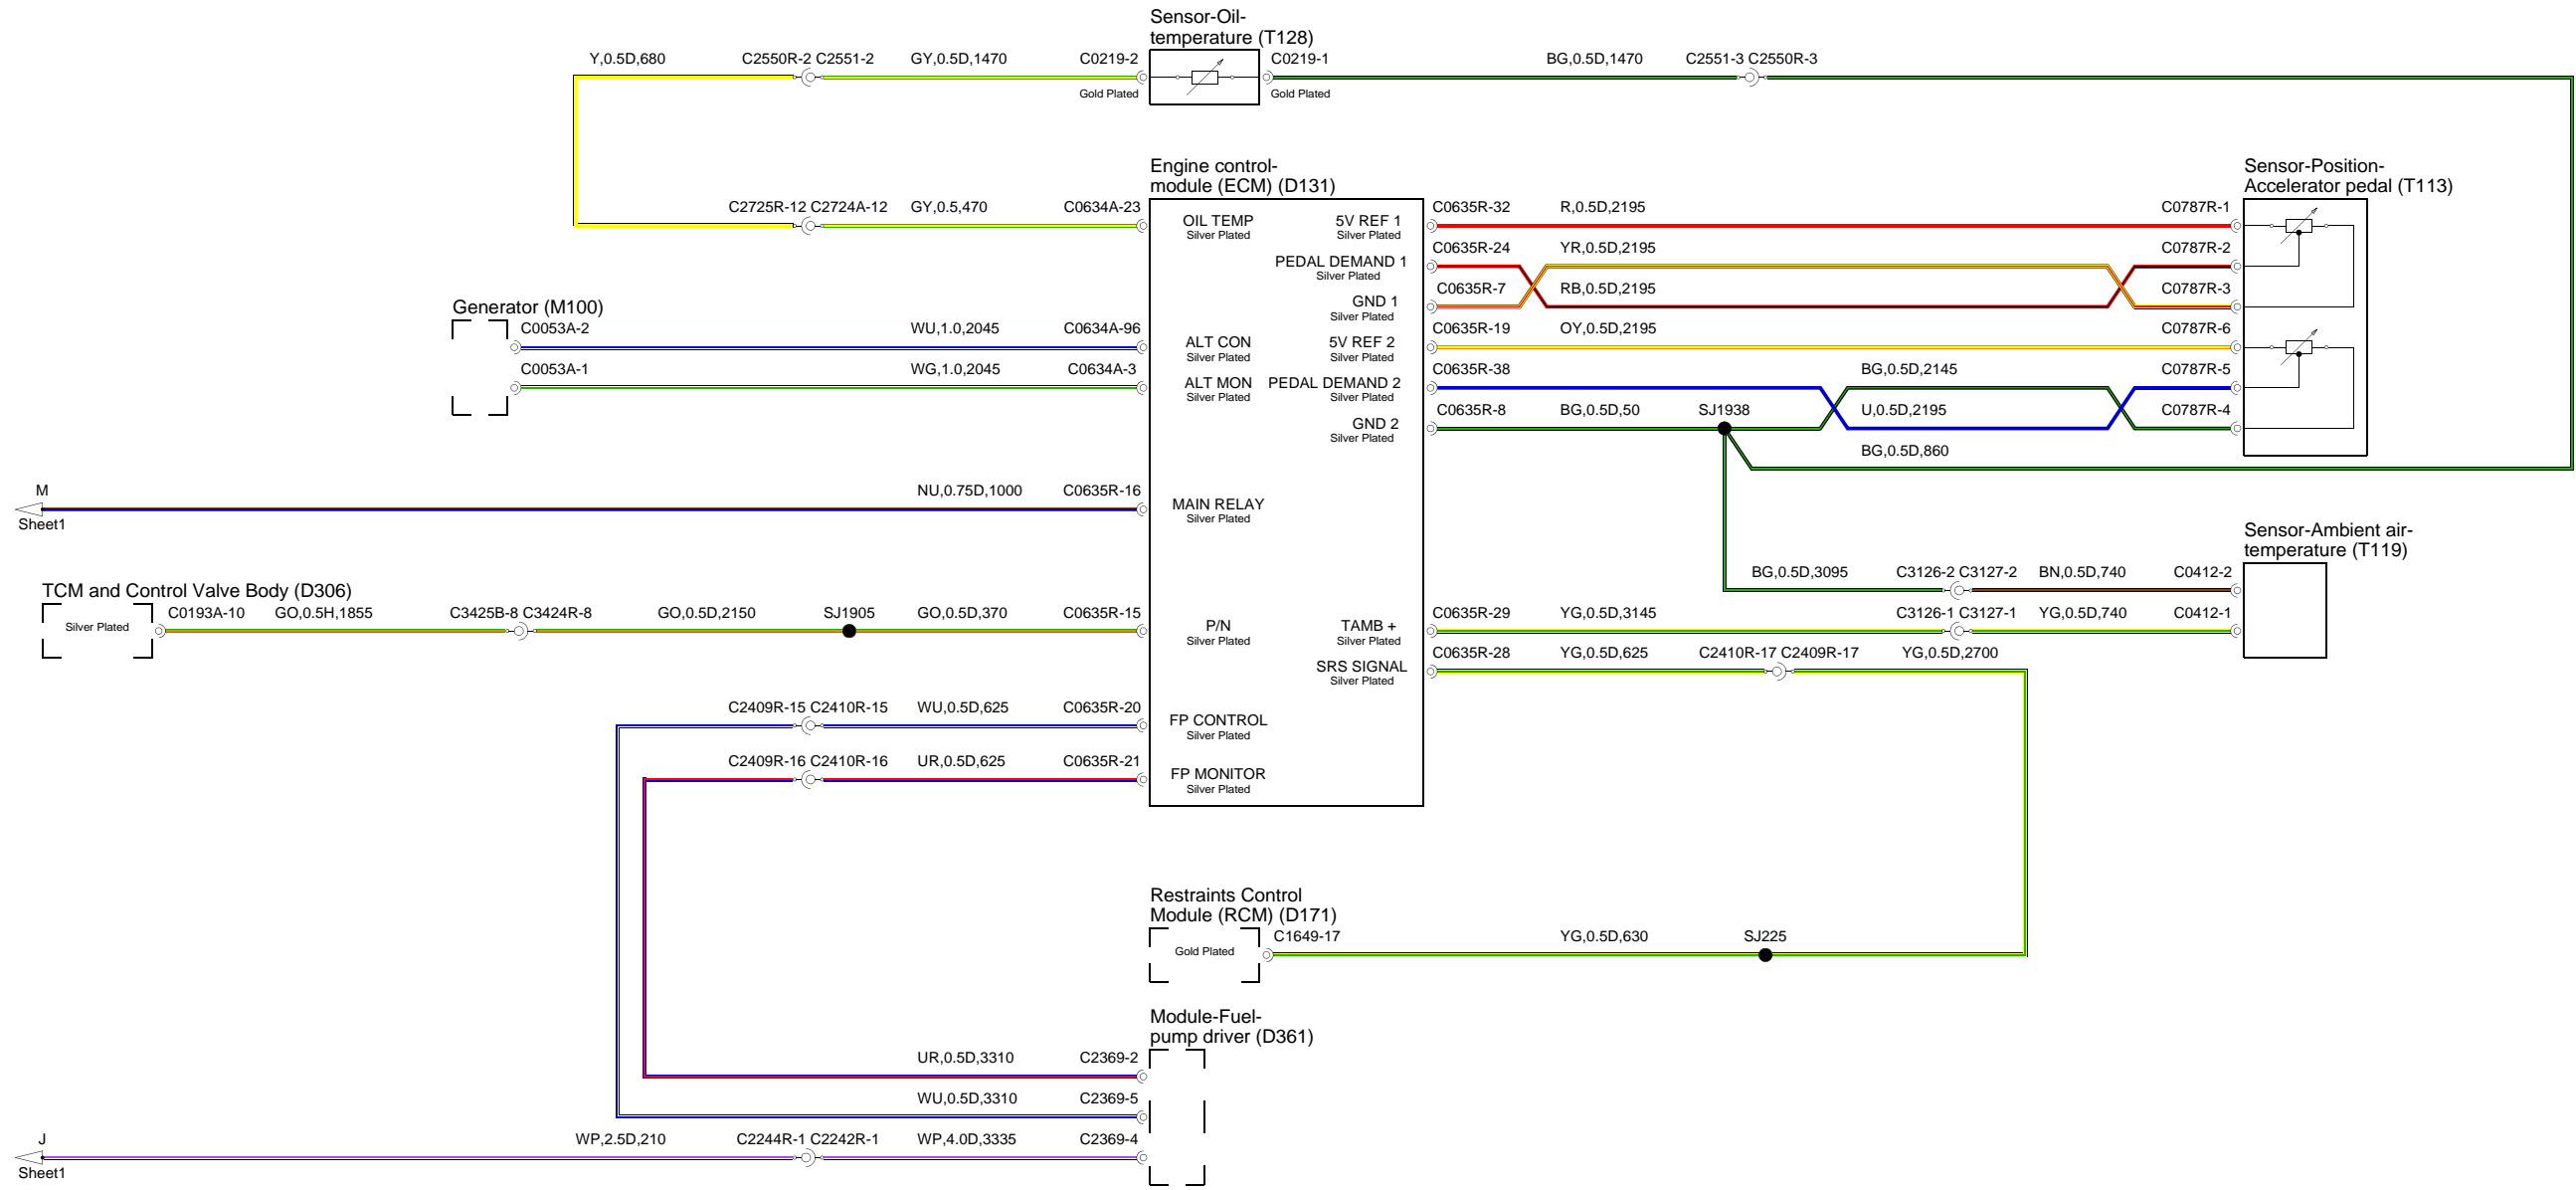 Sensor-Oil-
temperature (T128)
Y,0.5D,680
C2550R-2 C2551-2
GY,0.5D,1470
C0219-2
C0219-1
BG,0.5D,1470
C2551-3 C2550R-3
Gold Plated
Gold Plated
Engine control-
module (ECM) (D131)
Sensor-Position-
Accelerator pedal (T113)
C2725R-12 C2724A-12
GY,0.5,470
C0634A-23
OIL TEMP
Silver Plated
5V REF 1
Silver Plated
C0635R-32
R,0.5D,2195
C0787R-1
PEDAL DEMAND 1
Silver Plated
C0635R-24
YR,0.5D,2195
C0787R-2
GND 1
Silver Plated
C0635R-7
RB,0.5D,2195
C0787R-3
Generator (M100)
C0053A-2
WU,1.0,2045
C0634A-96
ALT CON
Silver Plated
5V REF 2
Silver Plated
C0635R-19
OY,0.5D,2195
C0787R-6
C0053A-1
WG,1.0,2045
C0634A-3
ALT MON
Silver Plated
PEDAL DEMAND 2
Silver Plated
C0635R-38
BG,0.5D,2145
C0787R-5
GND 2
Silver Plated
C0635R-8
BG,0.5D,50
SJ1938
U,0.5D,2195
C0787R-4
BG,0.5D,860
M
Sheet1
NU,0.75D,1000
C0635R-16
MAIN RELAY
Silver Plated
Sensor-Ambient air-
temperature (T119)
BG,0.5D,3095
C3126-2 C3127-2
BN,0.5D,740
C0412-2
TCM and Control Valve Body (D306)
Silver Plated
C0193A-10
GO,0.5H,1855
C3425B-8 C3424R-8
GO,0.5D,2150
SJ1905
GO,0.5D,370
C0635R-15
P/N
Silver Plated
TAMB +
Silver Plated
C0635R-29
YG,0.5D,3145
C3126-1 C3127-1
YG,0.5D,740
C0412-1
SRS SIGNAL
Silver Plated
C0635R-28
YG,0.5D,625
C2410R-17 C2409R-17
YG,0.5D,2700
C2409R-15 C2410R-15
WU,0.5D,625
C0635R-20
FP CONTROL
Silver Plated
C2409R-16 C2410R-16
UR,0.5D,625
C0635R-21
FP MONITOR
Silver Plated
Restraints Control
Module (RCM) (D171)
Gold Plated
C1649-17
YG,0.5D,630
SJ225
Module-Fuel-
pump driver (D361)
UR,0.5D,3310
C2369-2
WU,0.5D,3310
C2369-5
J
Sheet1
WP,2.5D,210
C2244R-1 C2242R-1
WP,4.0D,3335
C2369-4